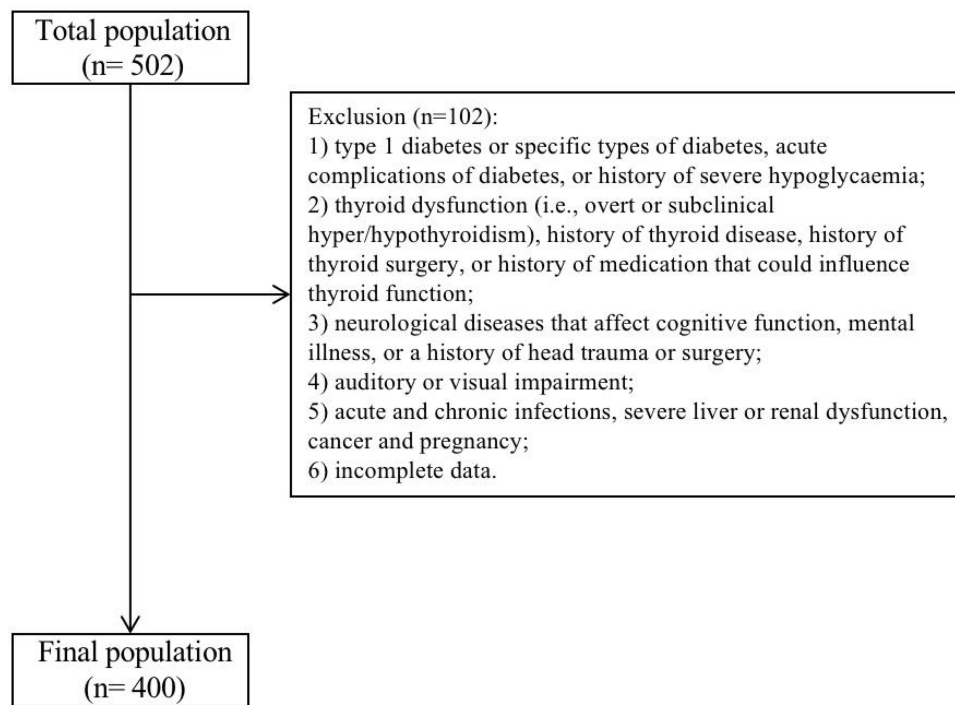 Total population
(n= 502)
Exclusion (n=102):
1) type 1 diabetes or specific types of diabetes, acute
complications of diabetes, or history of severe hypoglycaemia;
2) thyroid dysfunction (i.e., overt or subclinical
hyper/hypothyroidism), history of thyroid disease, history of
thyroid surgery, or history of medication that could influence
thyroid function;
3) neurological diseases that affect cognitive function, mental
illness, or a history of head trauma or surgery;
4) auditory or visual impairment;
5) acute and chronic infections, severe liver or renal dysfunction,
cancer and pregnancy;
6) incomplete data.
Final population
(n= 400)